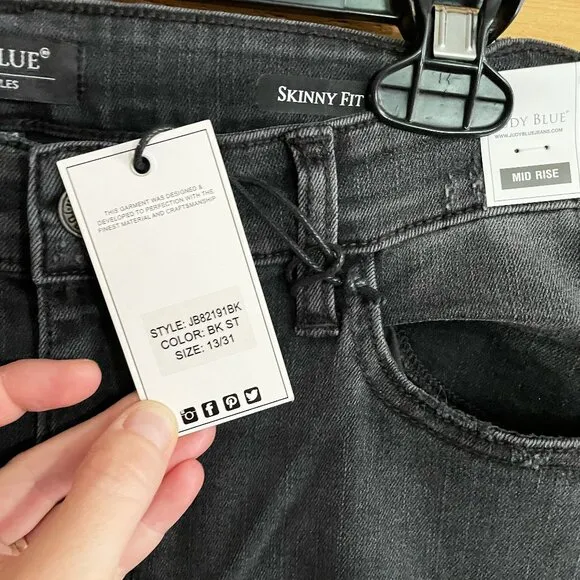 BLUE®
LES
SKINNY FIT
DY BLUE®
WWW.JUDYBLUEJEANS.COM
MID RISE
THIS GARMENT WAS DESIGNED &
DEVELOPED TO PERFECTION WITH THE
FINEST MATERIAL AND CRAFTSMANSHIP
STYLE: JB82191BK
COLOR: BK ST
SIZE: 13/31